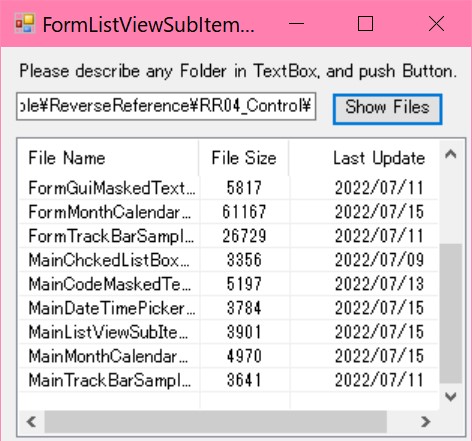 FormListViewSubItem...
Please describe any Folder in TextBox, and push Button.
ole¥ReverseReference¥RR04_Control¥ Show Files
File Name File Size Last Update
FormGuiMaskedText... 5817 2022/07/11
FormMonthCalendar... 61167 2022/07/15
FormTrackBarSampl... 26729 2022/07/11
MainChckedListBox... 3356 2022/07/09
MainCodeMaskedTe... 5197 2022/07/13
MainDateTimePicker... 3784 2022/07/15
MainListViewSubIte... 3901 2022/07/15
MainMonthCalendar... 4970 2022/07/15
MainTrackBarSampl... 3641 2022/07/11